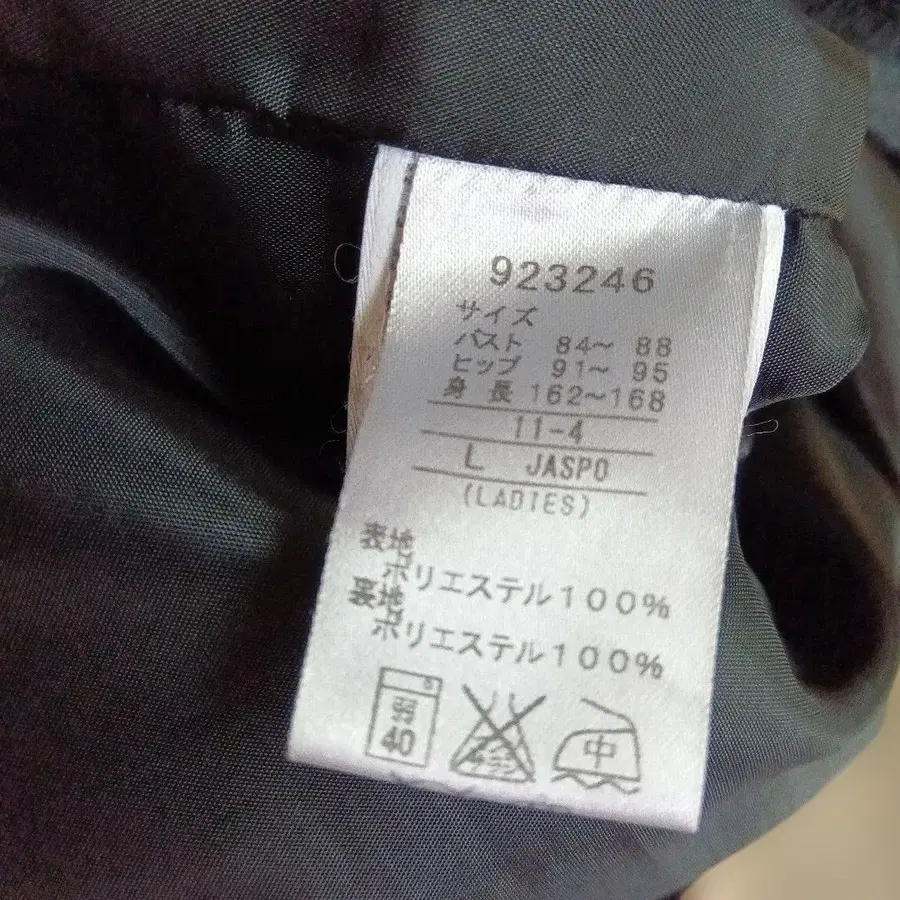 923246
サイズ
バスト 84～ 88
ヒップ 91～ 95
身 長 162～168
11-4
L JASPO
(LADIES)
表地
ポリエステル100%
裏地
ポリエステル100%
弱
40
中